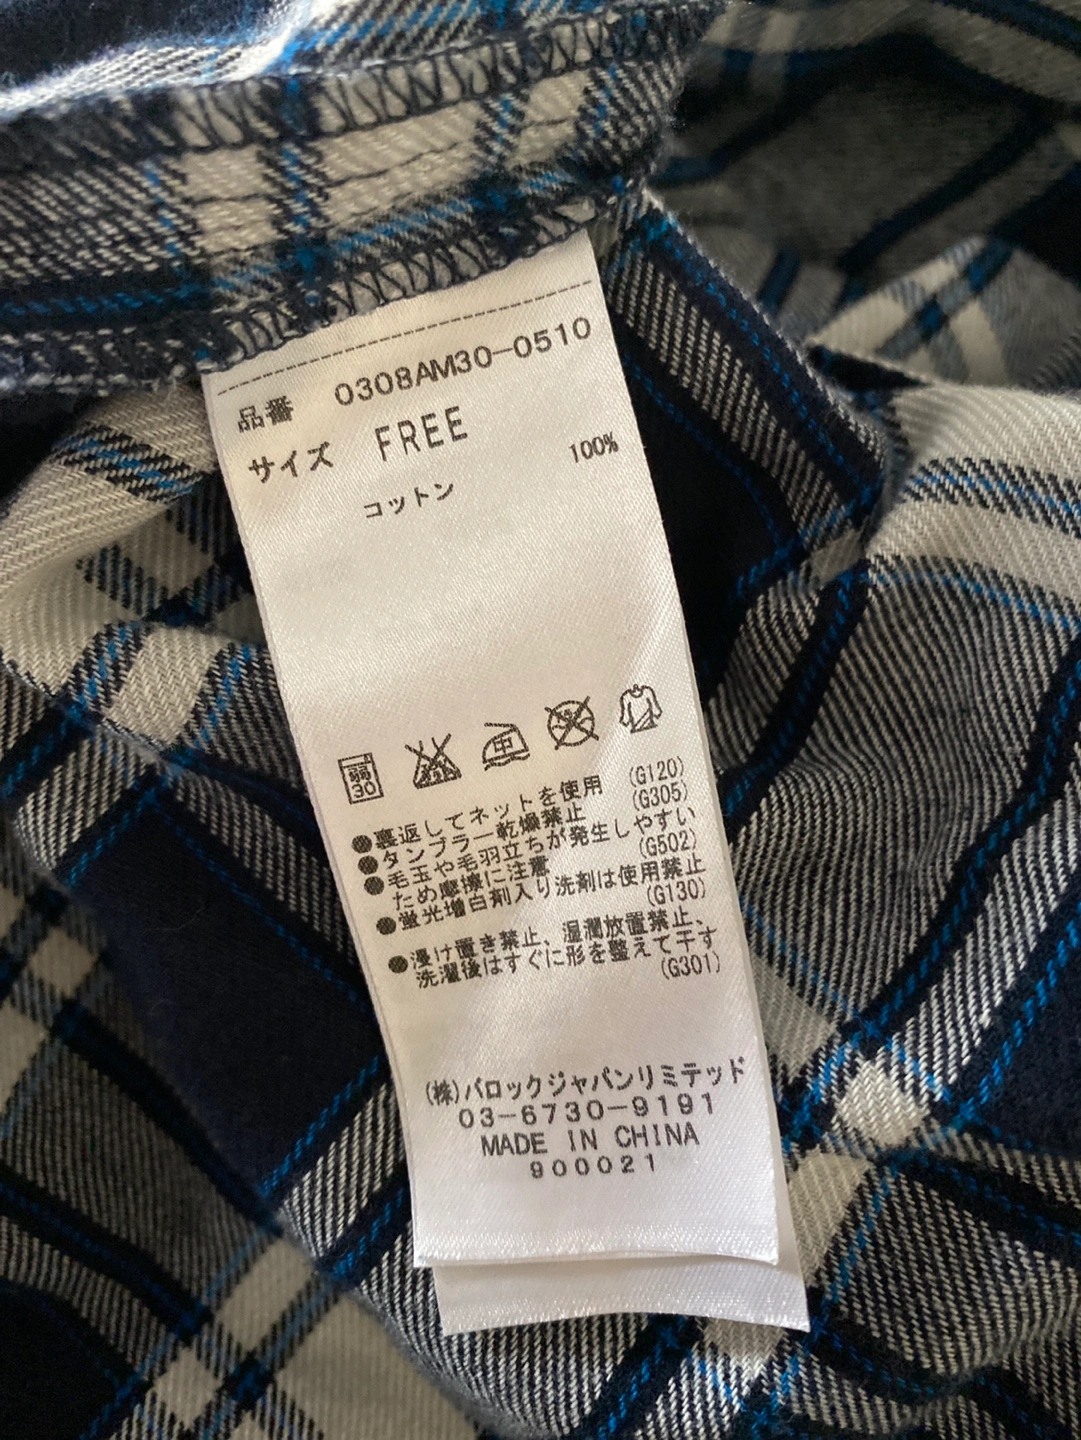 品番 0308AM30-0510
サイズ FREE
コットン 100%
弱
30
中
●裏返してネットを使用 (G120)
●タンブラー乾燥禁止 (G305)
●毛玉や毛羽立ちが発生しやすい
ため摩擦に注意 (G502)
●蛍光増白剤入り洗剤は使用禁止
(G130)
●浸け置き禁止、湿潤放置禁止、
洗濯後はすぐに形を整えて干す
(G301)
(株)バロックジャパンリミテッド
03-6730-9191
MADE IN CHINA
900021